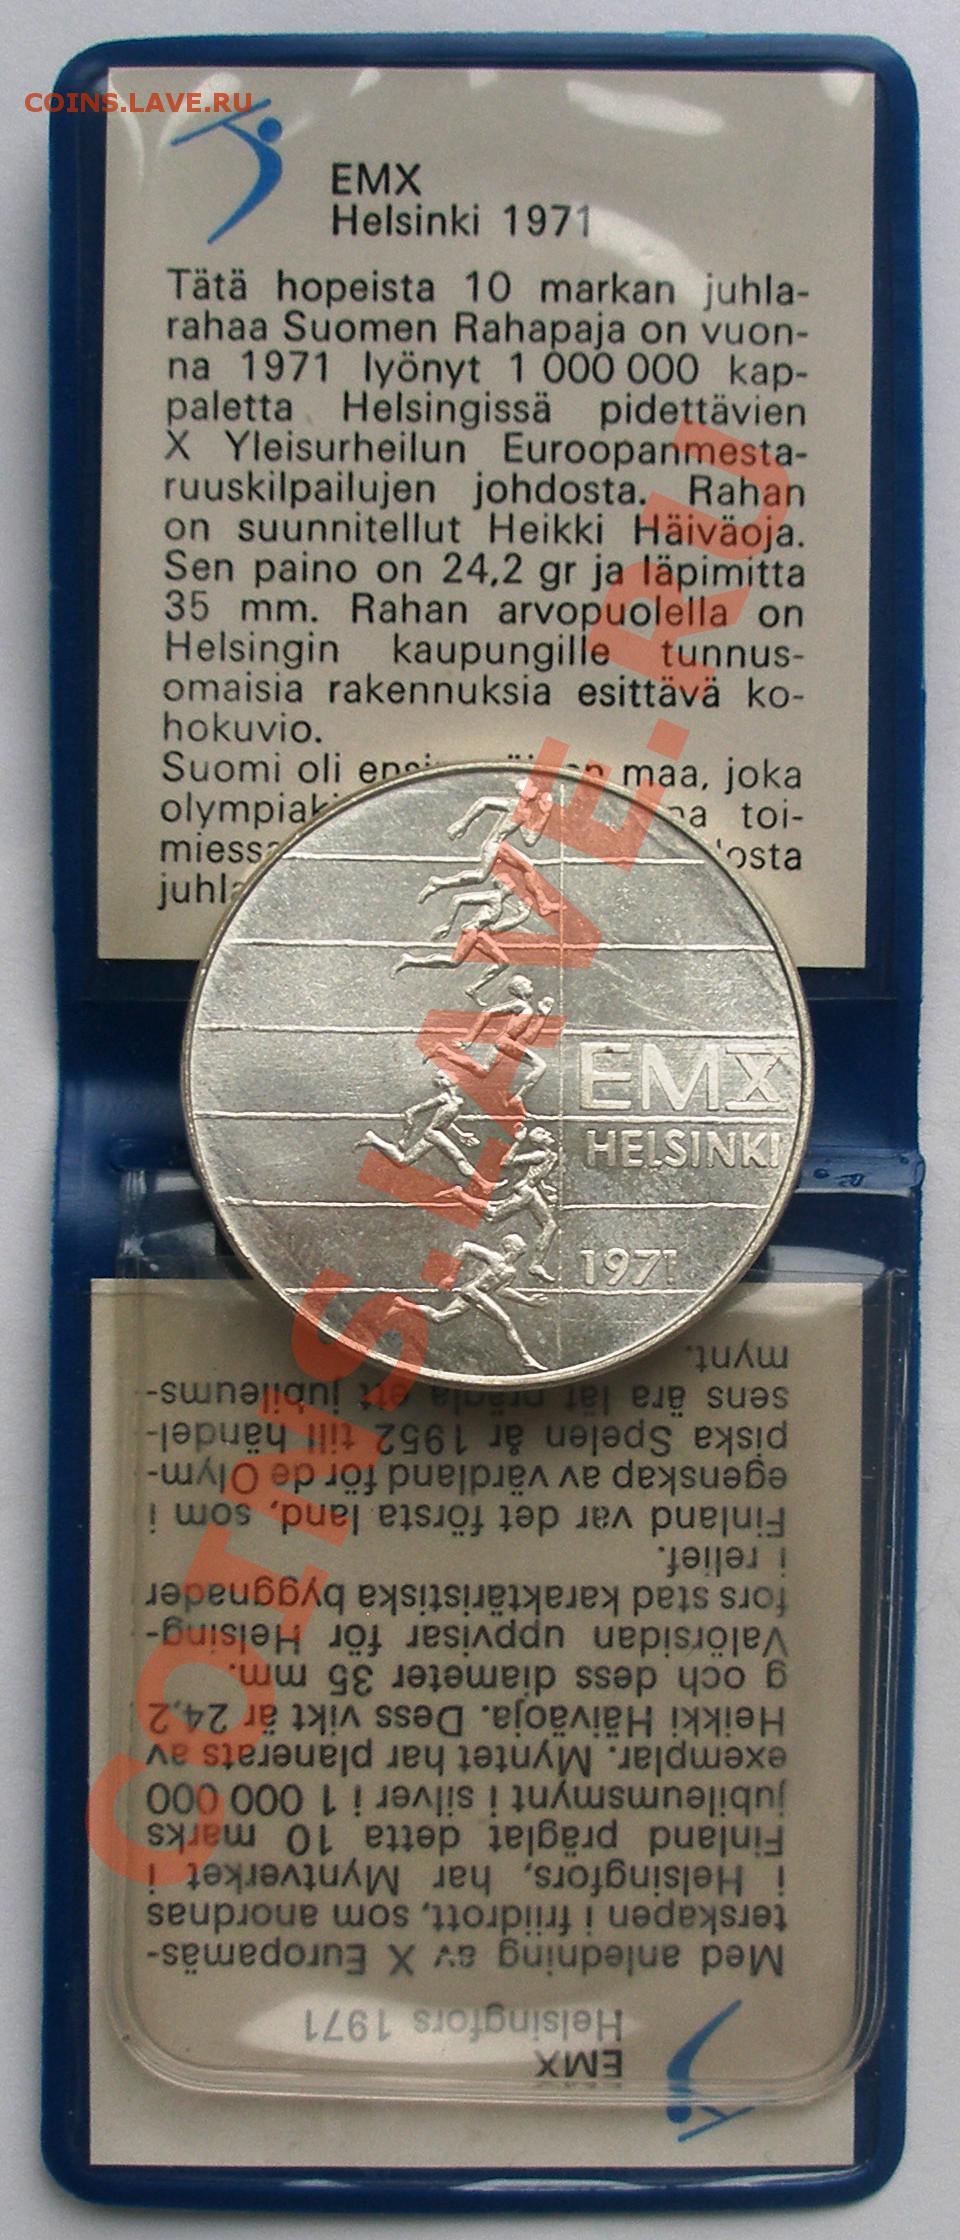 COINS.LAVE.RU
EMX
Helsinki 1971
Tätä hopeista 10 markan juhla-
rahaa Suomen Rahapaja on vuon-
na 1971 lyönyt 1 000 000 kap-
paletta Helsingissä pidettävien
X Yleisurheilun Euroopanmesta-
ruuskilpailujen johdosta. Rahan
on suunnitellut Heikki Häiväoja.
Sen paino on 24,2 gr ja läpimitta
35 mm. Rahan arvopuolella on
Helsingin kaupungille tunnus-
omaisia rakennuksia esittävä ko-
hokuvio.
Suomi oli maa, joka
toi-
EMX
HELSINKI
1971
EMX
Helsingfors 1971
Med anledning av X Europamäs-
terskapen i friidrott, som anordnas
i Helsingfors, har Myntverket i
Finland präglat detta 10 marks
jubileumsmynt i silver i 1 000 000
exemplar. Myntet har planerats av
Heikki Häiväoja. Dess vikt är 24,2
g och dess diameter 35 mm.
Valörsidan uppvisar för Helsing-
fors stad karaktäristiska byggnader
i relief.
Finland var det första land, som i
egenskap av värdland för de Olym-
piska Spelen år 1952 till händel-
sens ära lät prägla ett jubileums-
mynt.
COINS.LAVE.RU